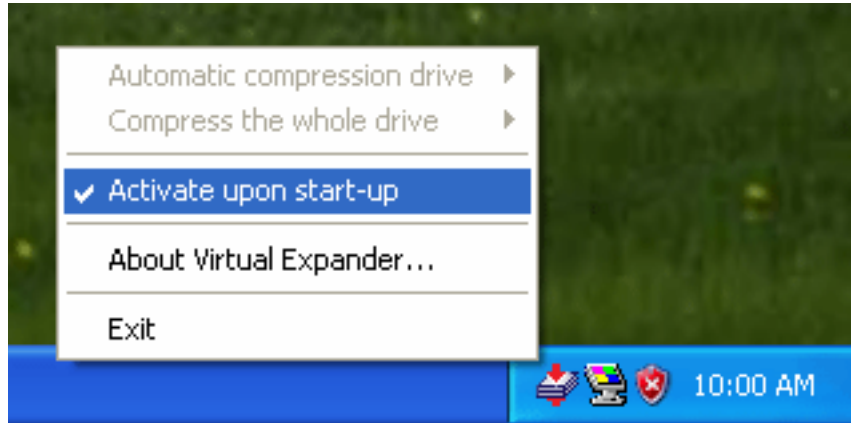 Automatic compression drive
Compress the whole drive
Activate upon start-up
About Virtual Expander...
Exit
10:00 AM